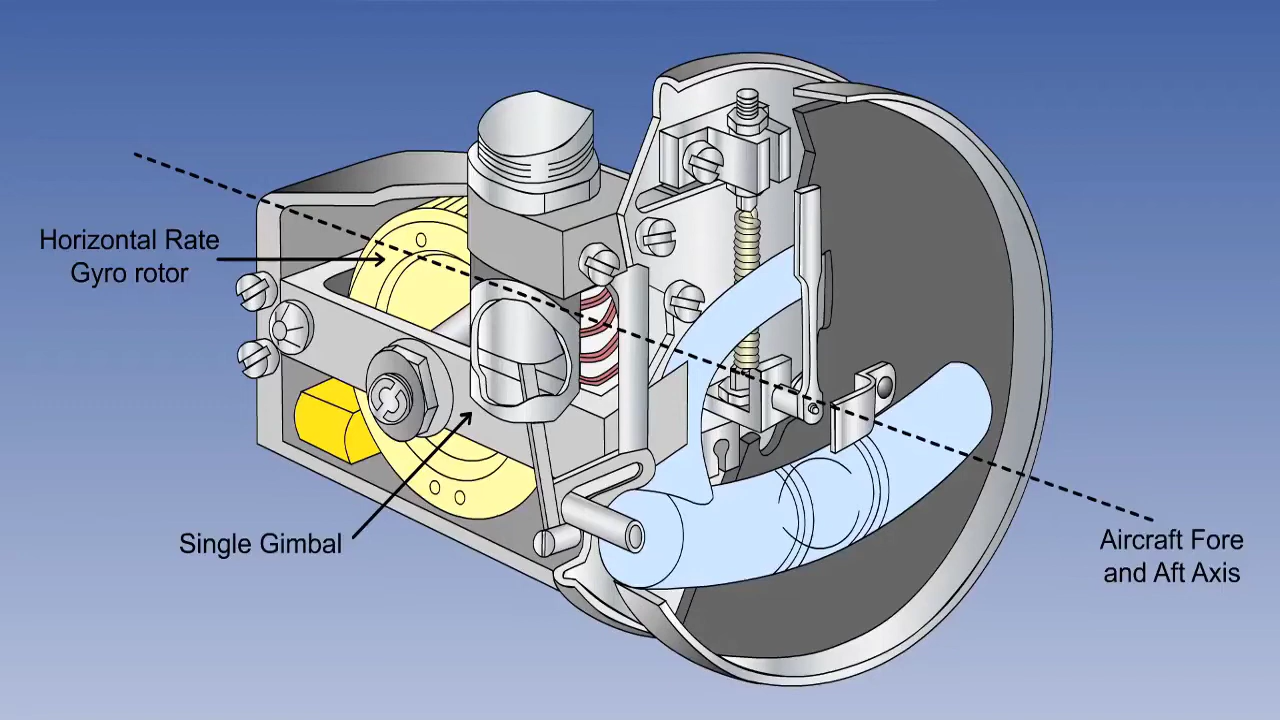 Horizontal Rate
Gyro rotor
Single Gimbal
Aircraft Fore
and Aft Axis